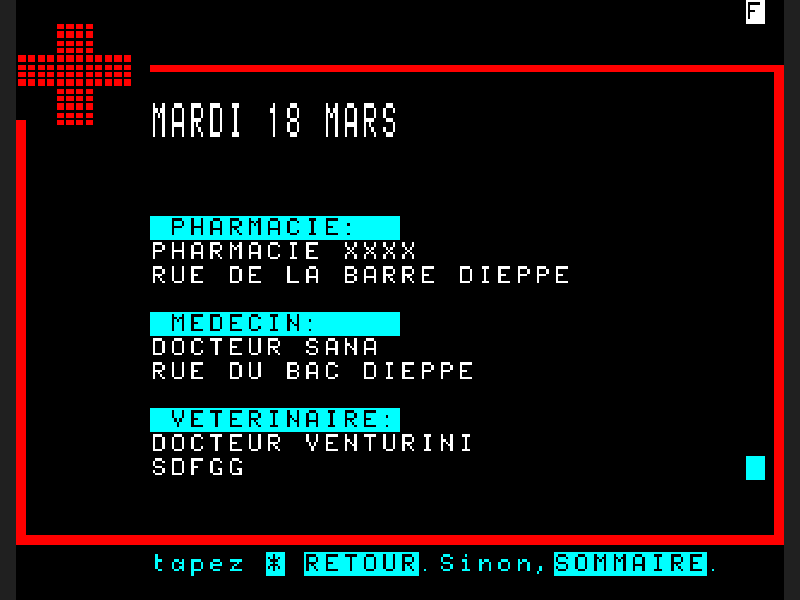 F
MARDI 18 MARS
PHARMACIE:
PHARMACIE XXXX
RUE DE LA BARRE DIEPPE
MEDECIN:
DOCTEUR SANA
RUE DU BAC DIEPPE
VETERINAIRE:
DOCTEUR VENTURINI
SDFGG
tapez * RETOUR. Sinon, SOMMAIRE.